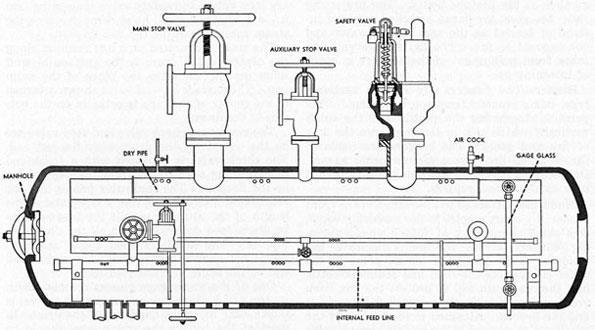 MAIN STOP VALVE
SAFETY VALVE
AUXILIARY STOP VALVE
DRY PIPE
AIR COCK
GAGE GLASS
MANHOLE
INTERNAL FEED LINE